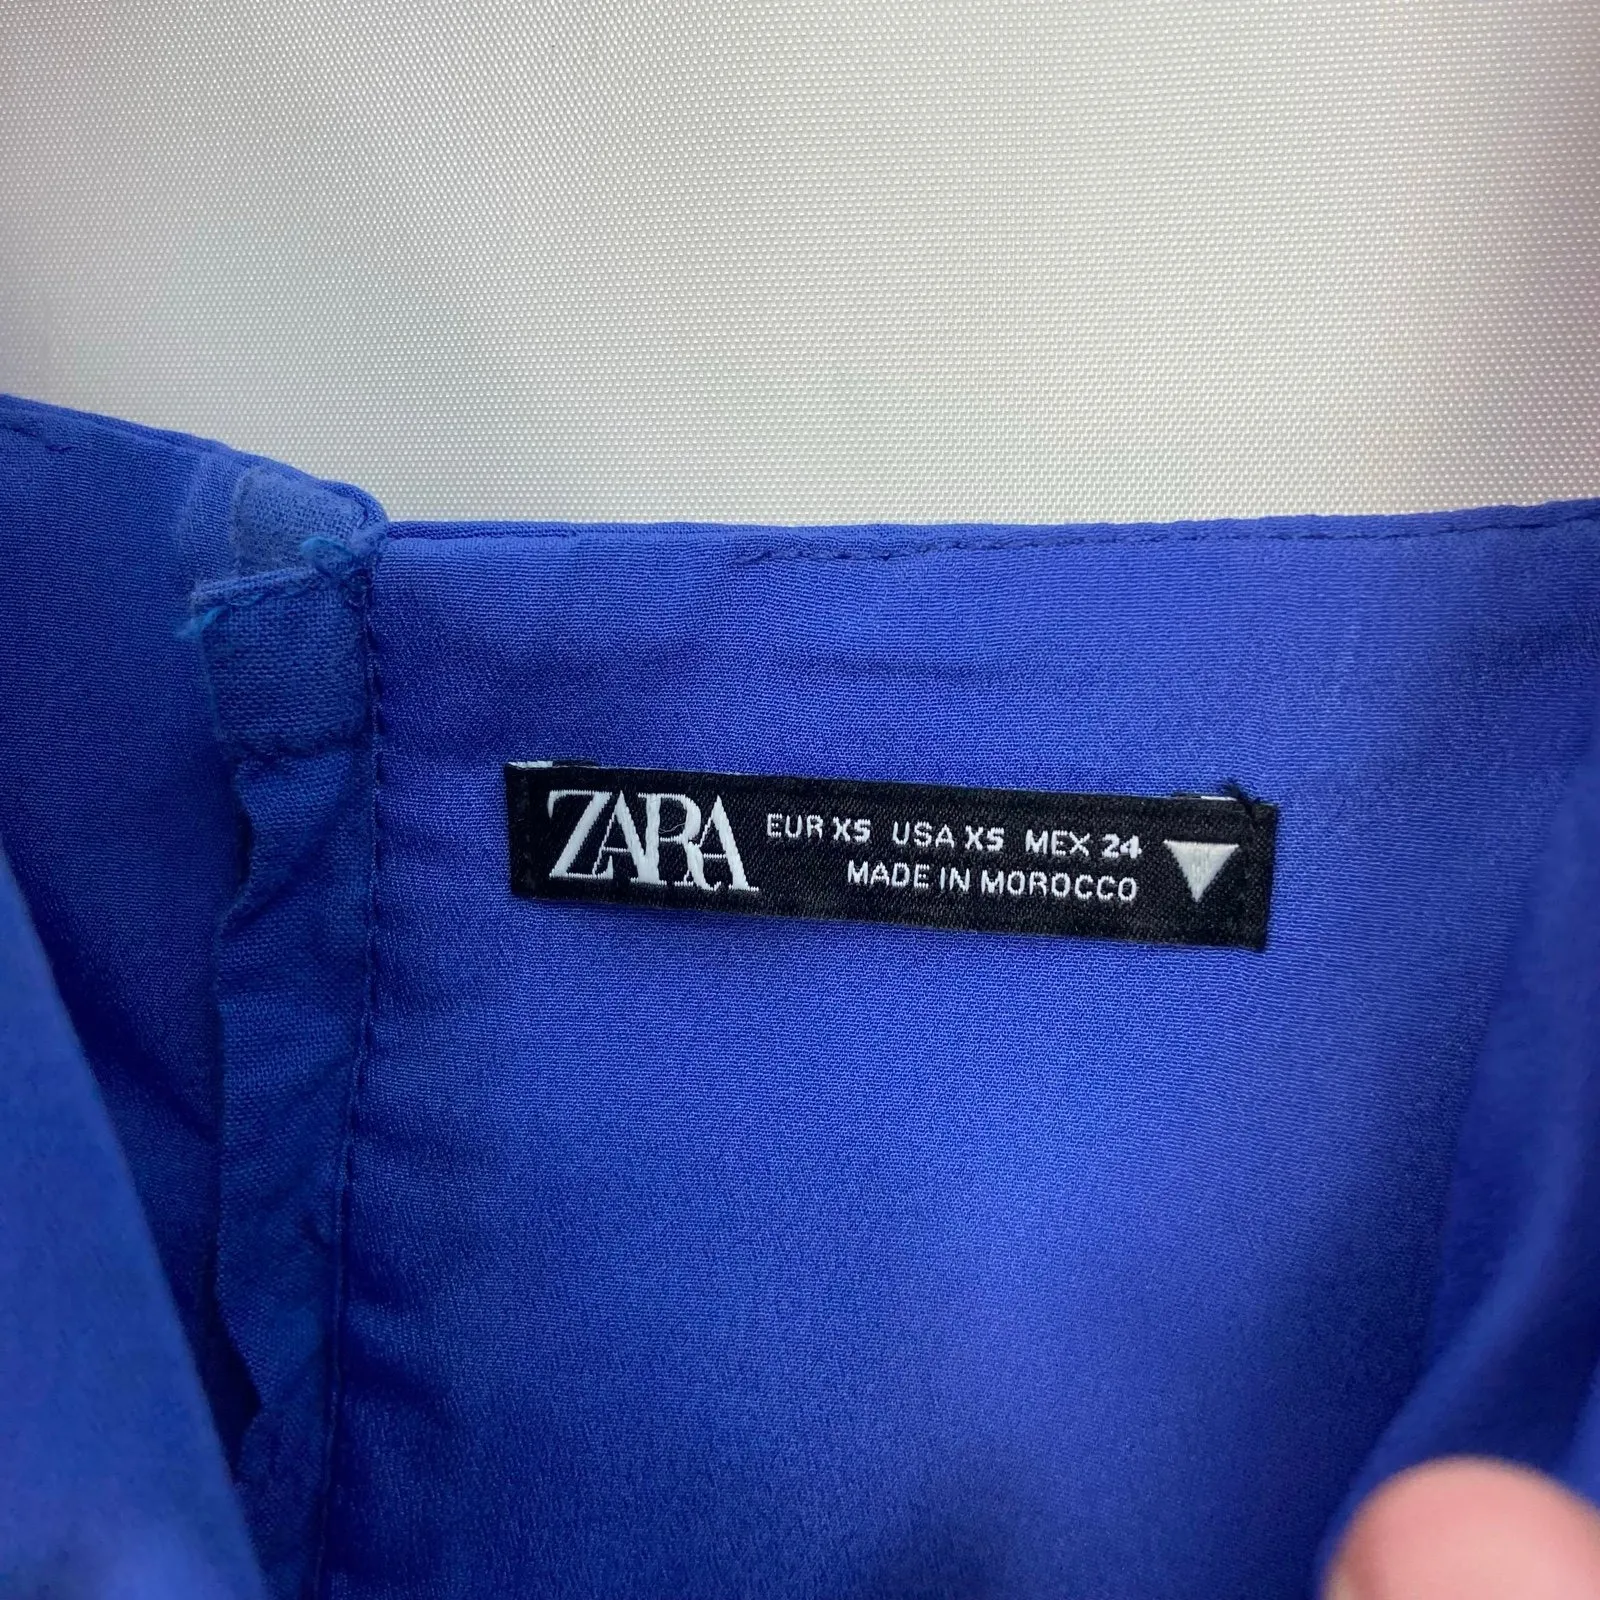 ZARA
EUR XS USA XS MEX 24
MADE IN MOROCCO